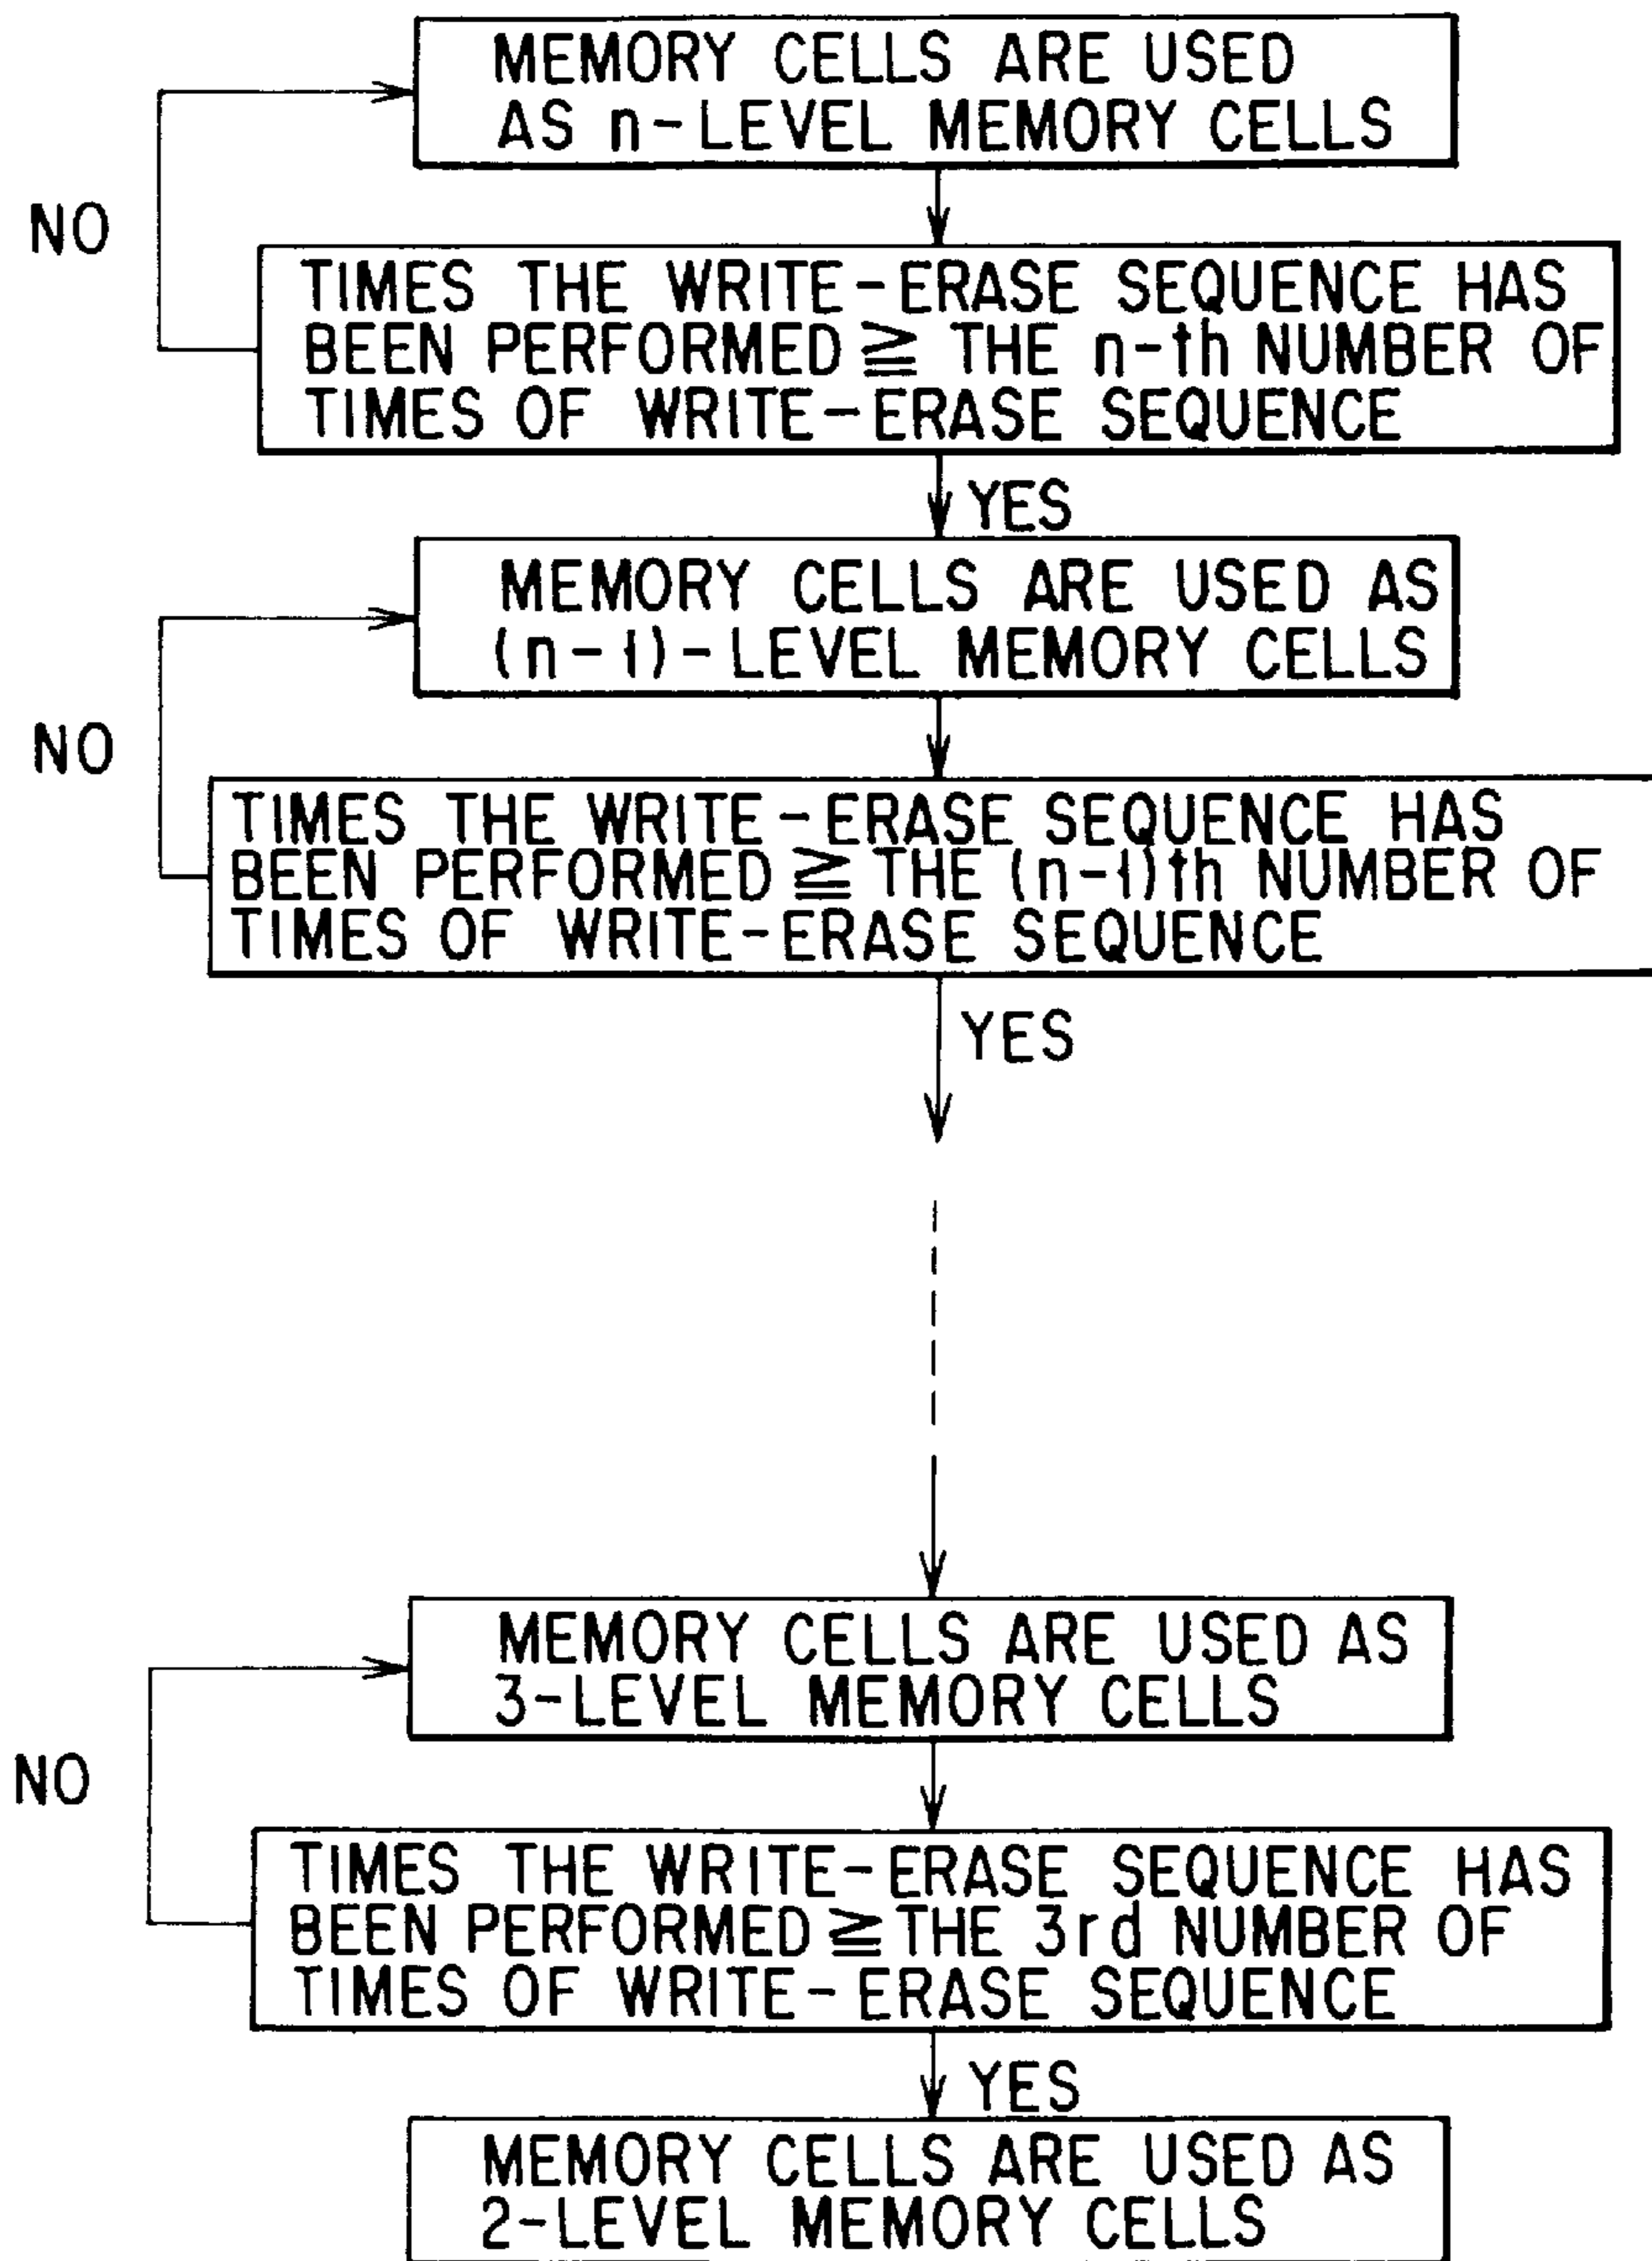 MEMORY CELLS ARE USED
AS n-LEVEL MEMORY CELLS
NO
TIMES THE WRITE-ERASE SEQUENCE HAS
BEEN PERFORMED ≧ THE n-th NUMBER OF
TIMES OF WRITE-ERASE SEQUENCE
YES
MEMORY CELLS ARE USED AS
(n-1)-LEVEL MEMORY CELLS
NO
TIMES THE WRITE-ERASE SEQUENCE HAS
BEEN PERFORMED ≧ THE (n-1)th NUMBER OF
TIMES OF WRITE-ERASE SEQUENCE
YES
MEMORY CELLS ARE USED AS
3-LEVEL MEMORY CELLS
NO
TIMES THE WRITE-ERASE SEQUENCE HAS
BEEN PERFORMED ≧ THE 3rd NUMBER OF
TIMES OF WRITE-ERASE SEQUENCE
YES
MEMORY CELLS ARE USED AS
2-LEVEL MEMORY CELLS